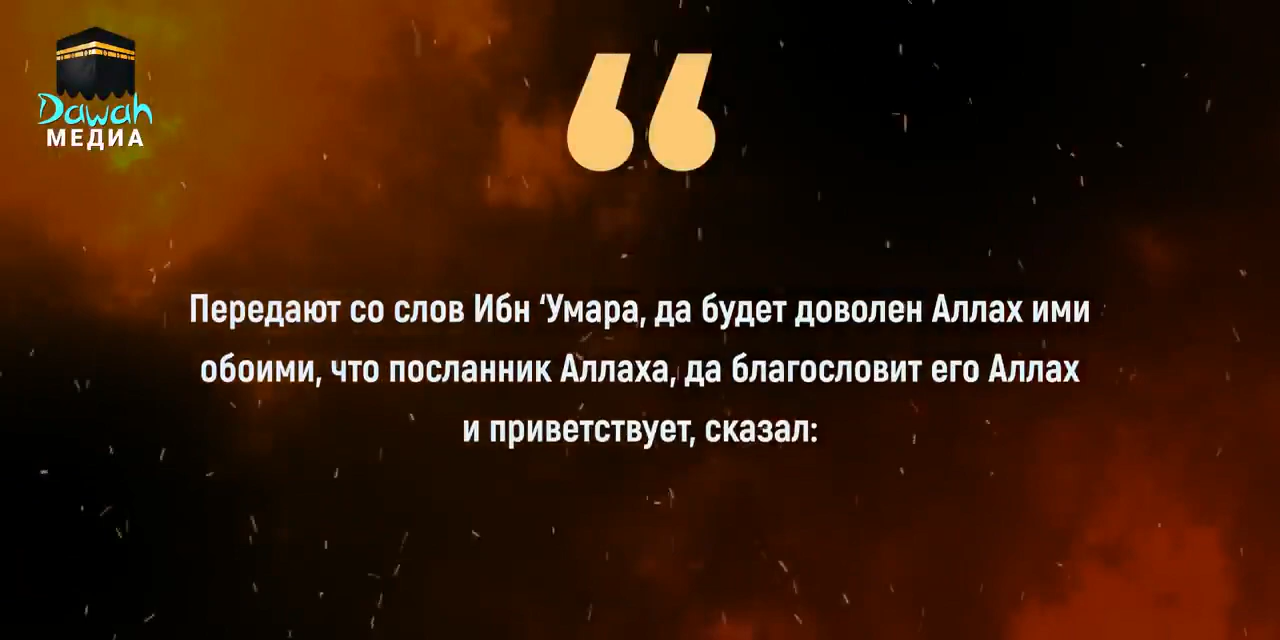 Dawah
МЕДИА
“
Передают со слов Ибн ‘Умара, да будет доволен Аллах ими
обоими, что посланник Аллаха, да благословит его Аллах
и приветствует, сказал: